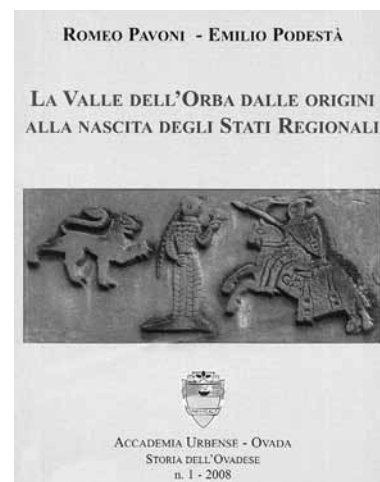 ROMEO PAVONI - EMILIO PODESTÀ
LA VALLE DELL'ORBA DALLE ORIGINI
ALLA NASCITA DEGLI STATI REGIONALI
ACCADEMIA URBENSE - OVADA
STORIA DELL'OVADESE
n. 1 - 2008